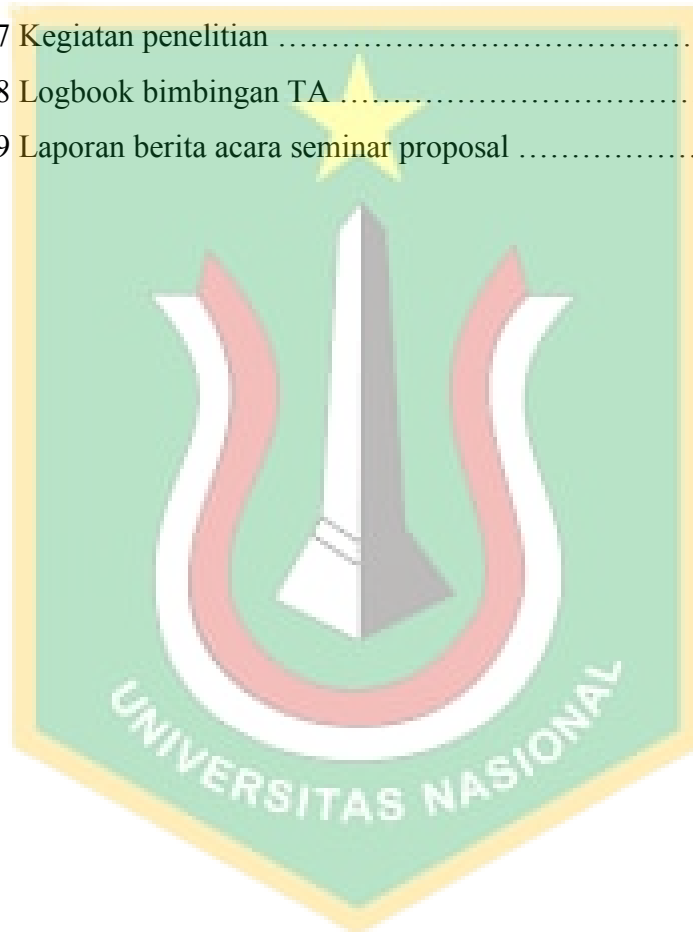 7 Kegiatan penelitian ……………………………………
8 Logbook bimbingan TA ………………………………
9 Laporan berita acara seminar proposal ………………
UNIVERSITAS NASIONAL